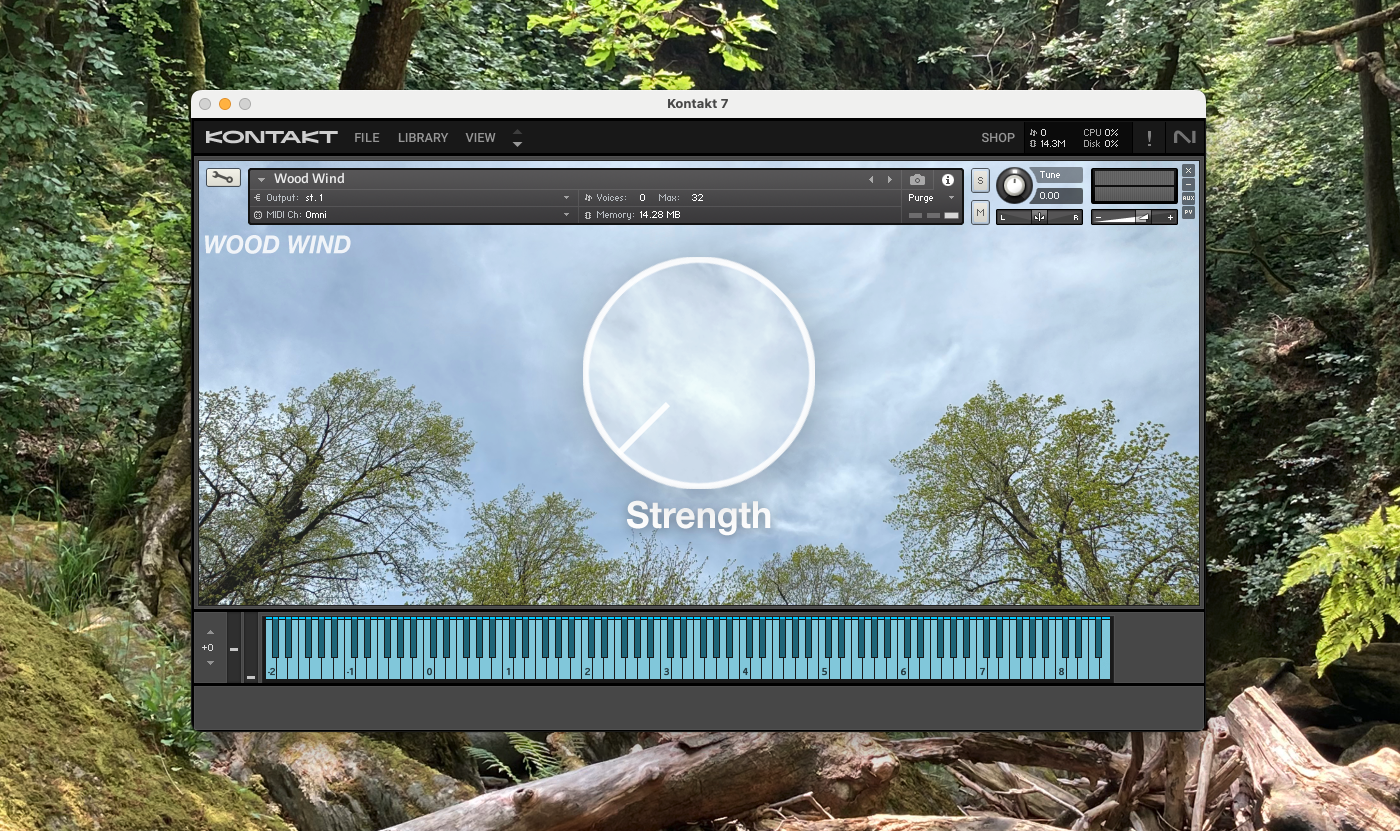 Kontakt 7
KONTAKT FILE LIBRARY VIEW SHOP 0 CPU 0%
14.3M Disk 0% !
Wood Wind i S Tune
Output: st. 1 Voices: 0 Max: 32 Purge 0.00
MIDI Ch: Omni Memory: 14.28 MB M L R − +
× − AUX PV
WOOD WIND
Strength
+0
-2 -1 0 1 2 3 4 5 6 7 8